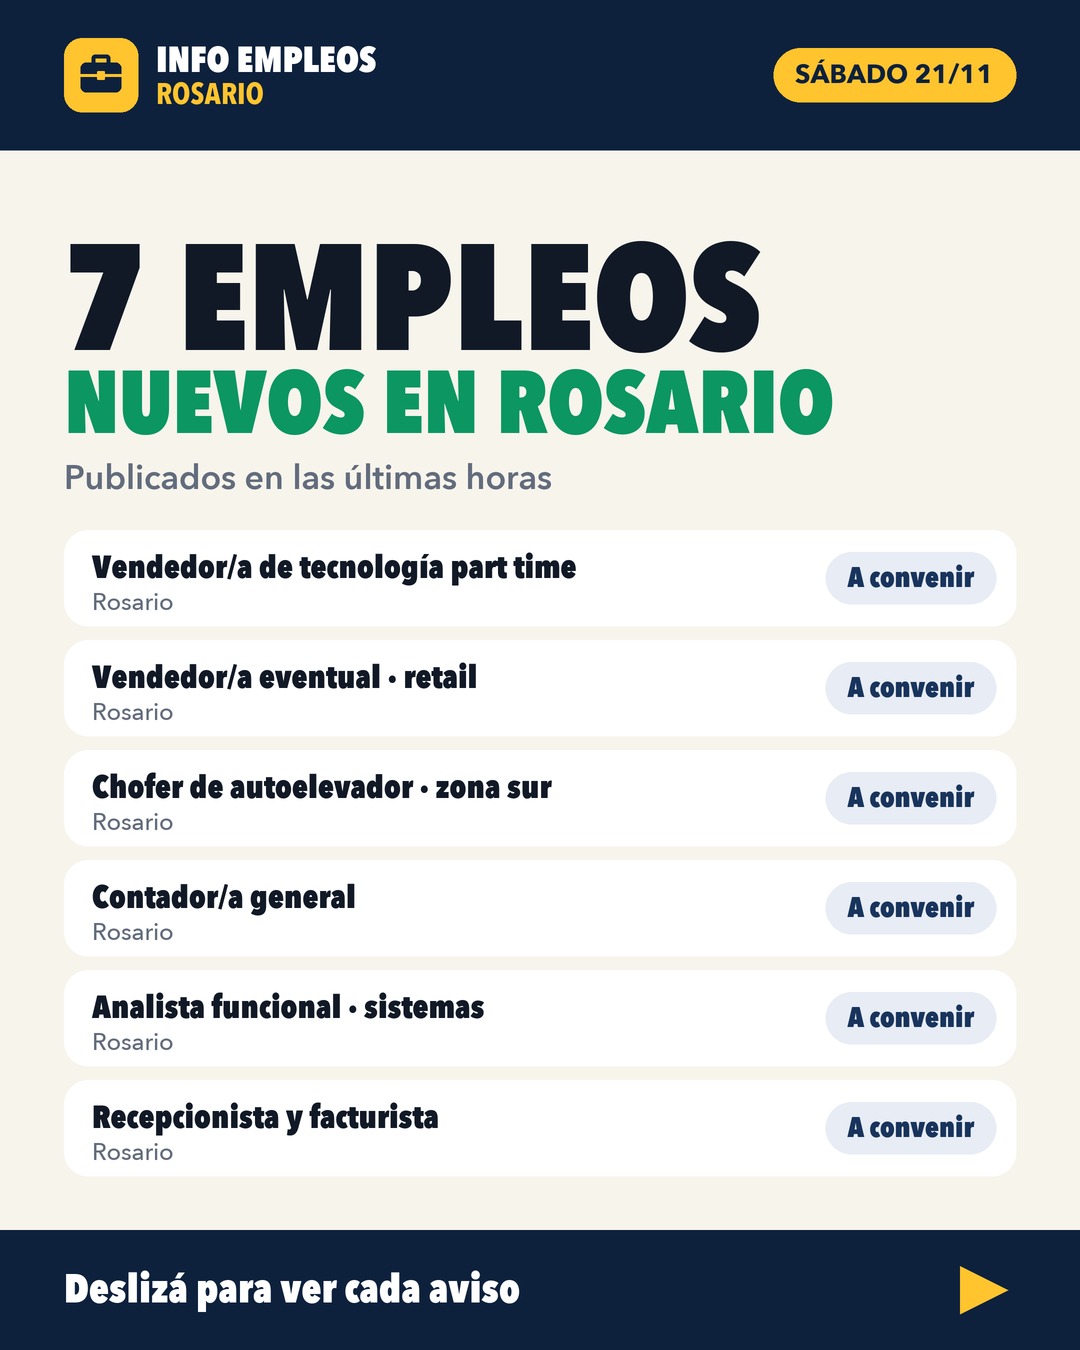 INFO EMPLEOS
ROSARIO
SÁBADO 21/11
7 EMPLEOS
NUEVOS EN ROSARIO
Publicados en las últimas horas
Vendedor/a de tecnología part time
Rosario
A convenir
Vendedor/a eventual · retail
Rosario
A convenir
Chofer de autoelevador · zona sur
Rosario
A convenir
Contador/a general
Rosario
A convenir
Analista funcional · sistemas
Rosario
A convenir
Recepcionista y facturista
Rosario
A convenir
Deslizá para ver cada aviso